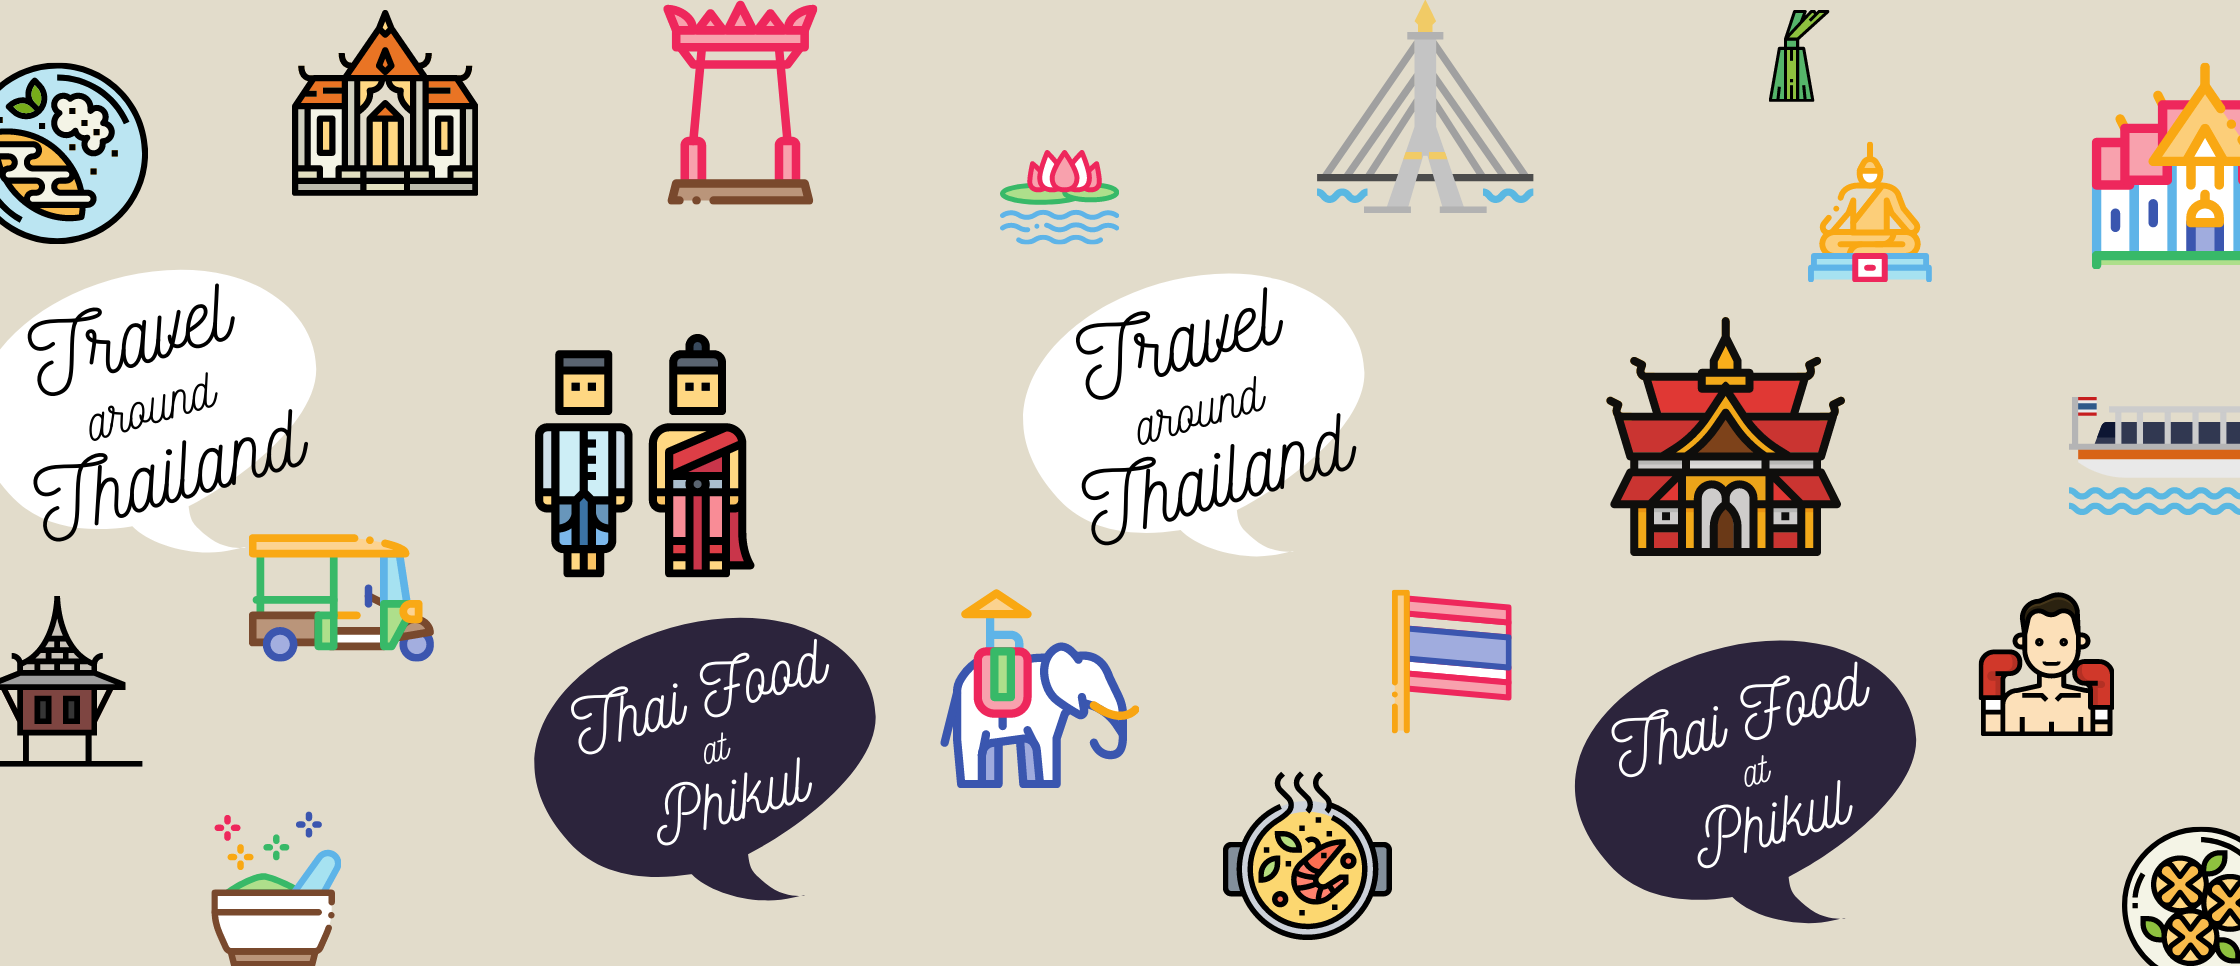 Travel
around
Thailand
Travel
around
Thailand
Thai Food
at
Phikul
Thai Food
at
Phikul